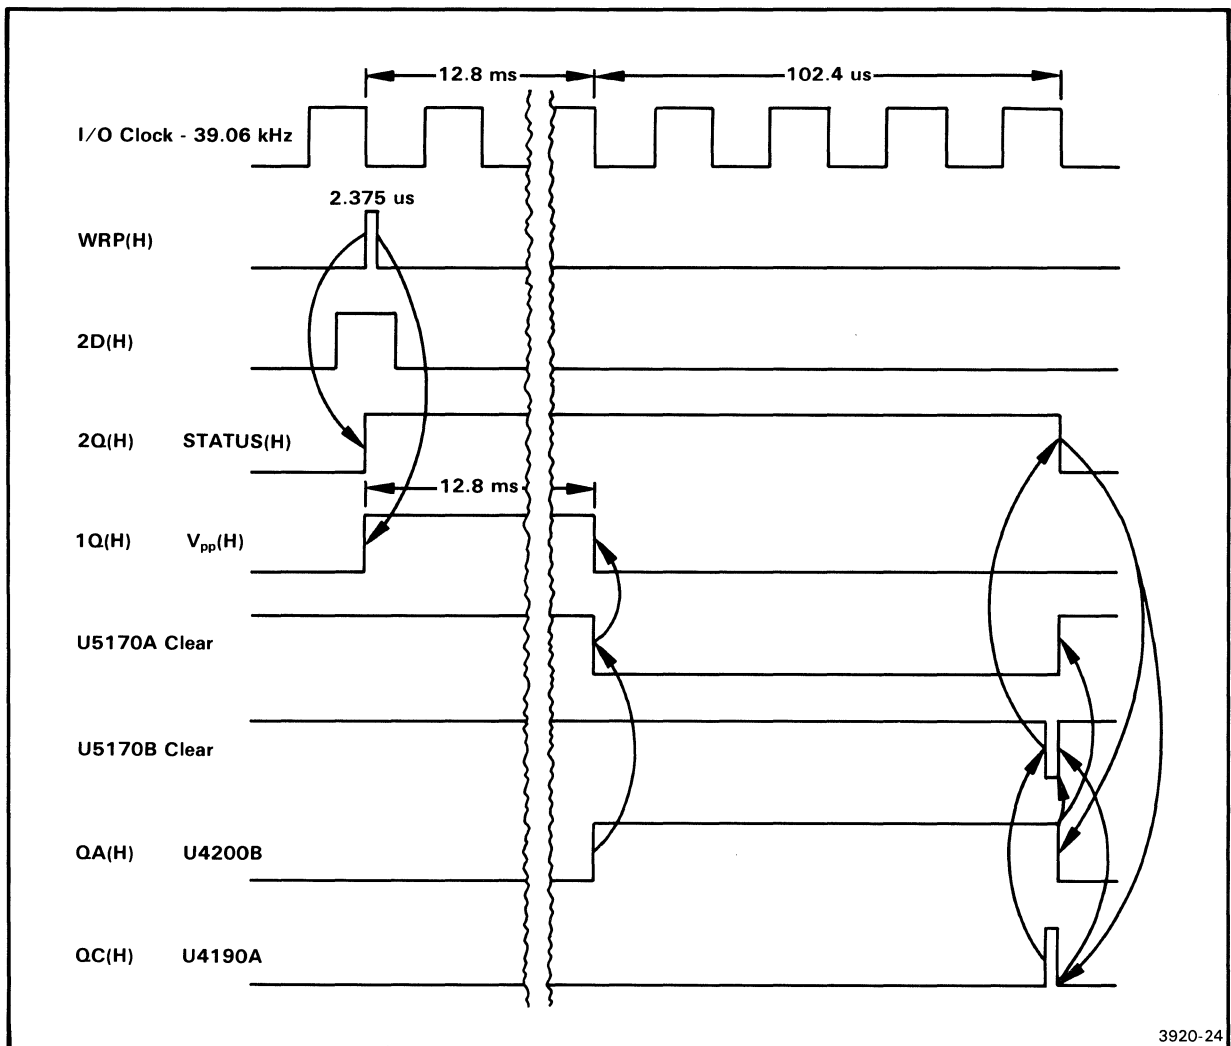 12.8 ms
102.4 us
I/O Clock - 39.06 kHz
2.375 us
WRP(H)
2D(H)
2Q(H) STATUS(H)
12.8 ms
1Q(H) Vpp(H)
U5170A Clear
U5170B Clear
QA(H) U4200B
QC(H) U4190A
3920-24